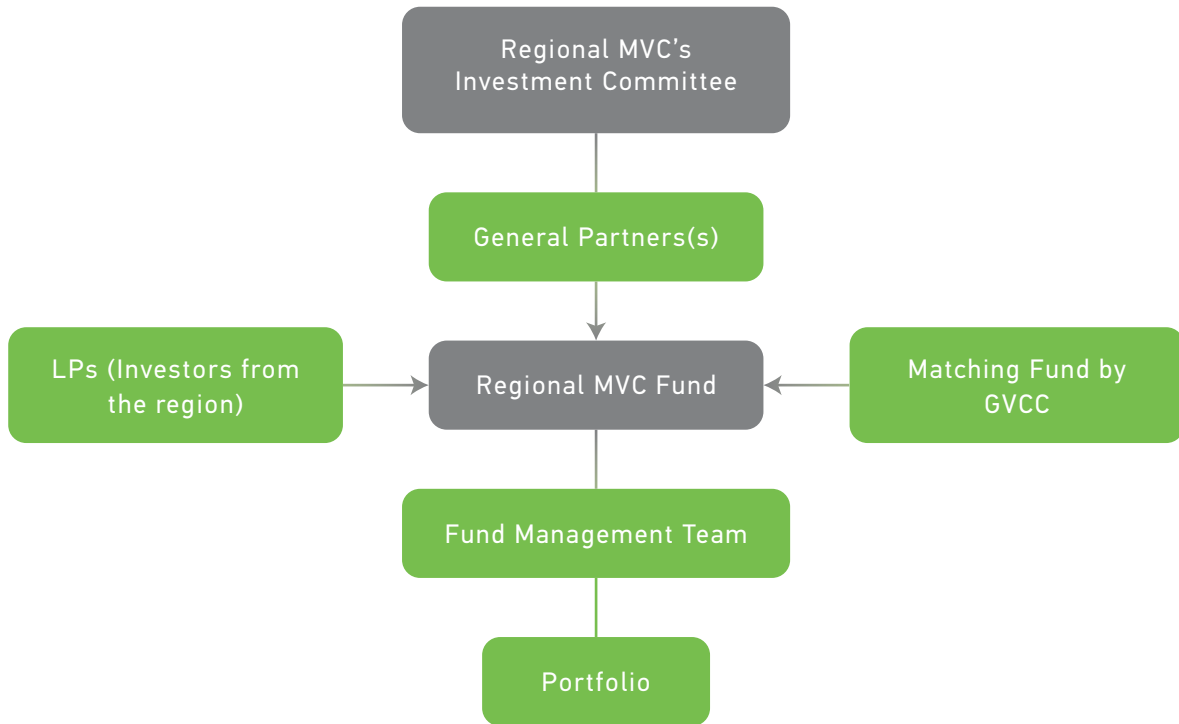 Regional MVC’s
Investment Committee
General Partners(s)
LPs (Investors from
the region)
Regional MVC Fund
Matching Fund by
GVCC
Fund Management Team
Portfolio